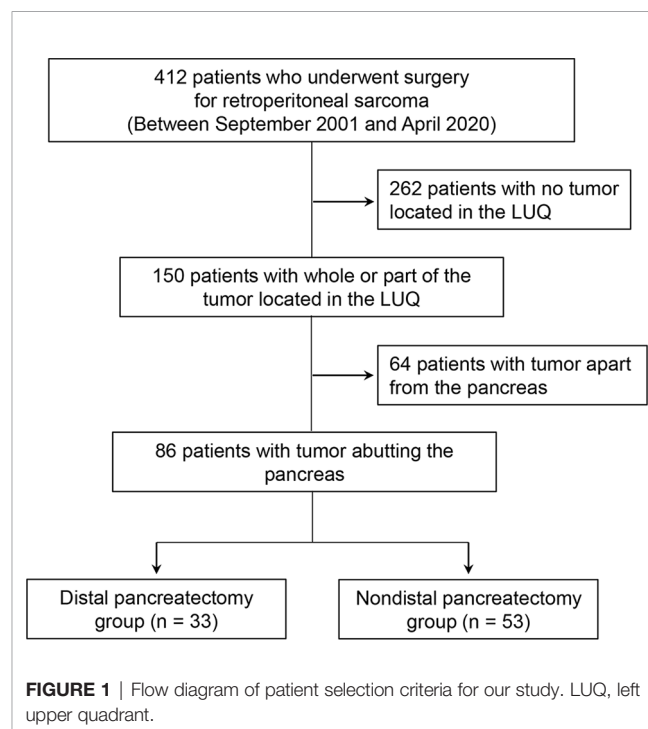 412 patients who underwent surgery
for retroperitoneal sarcoma
(Between September 2001 and April 2020)
262 patients with no tumor
located in the LUQ
150 patients with whole or part of the
tumor located in the LUQ
64 patients with tumor apart
from the pancreas
86 patients with tumor abutting the
pancreas
Distal pancreatectomy
group (n = 33)
Nondistal pancreatectomy
group (n = 53)
FIGURE 1 | Flow diagram of patient selection criteria for our study. LUQ, left
upper quadrant.